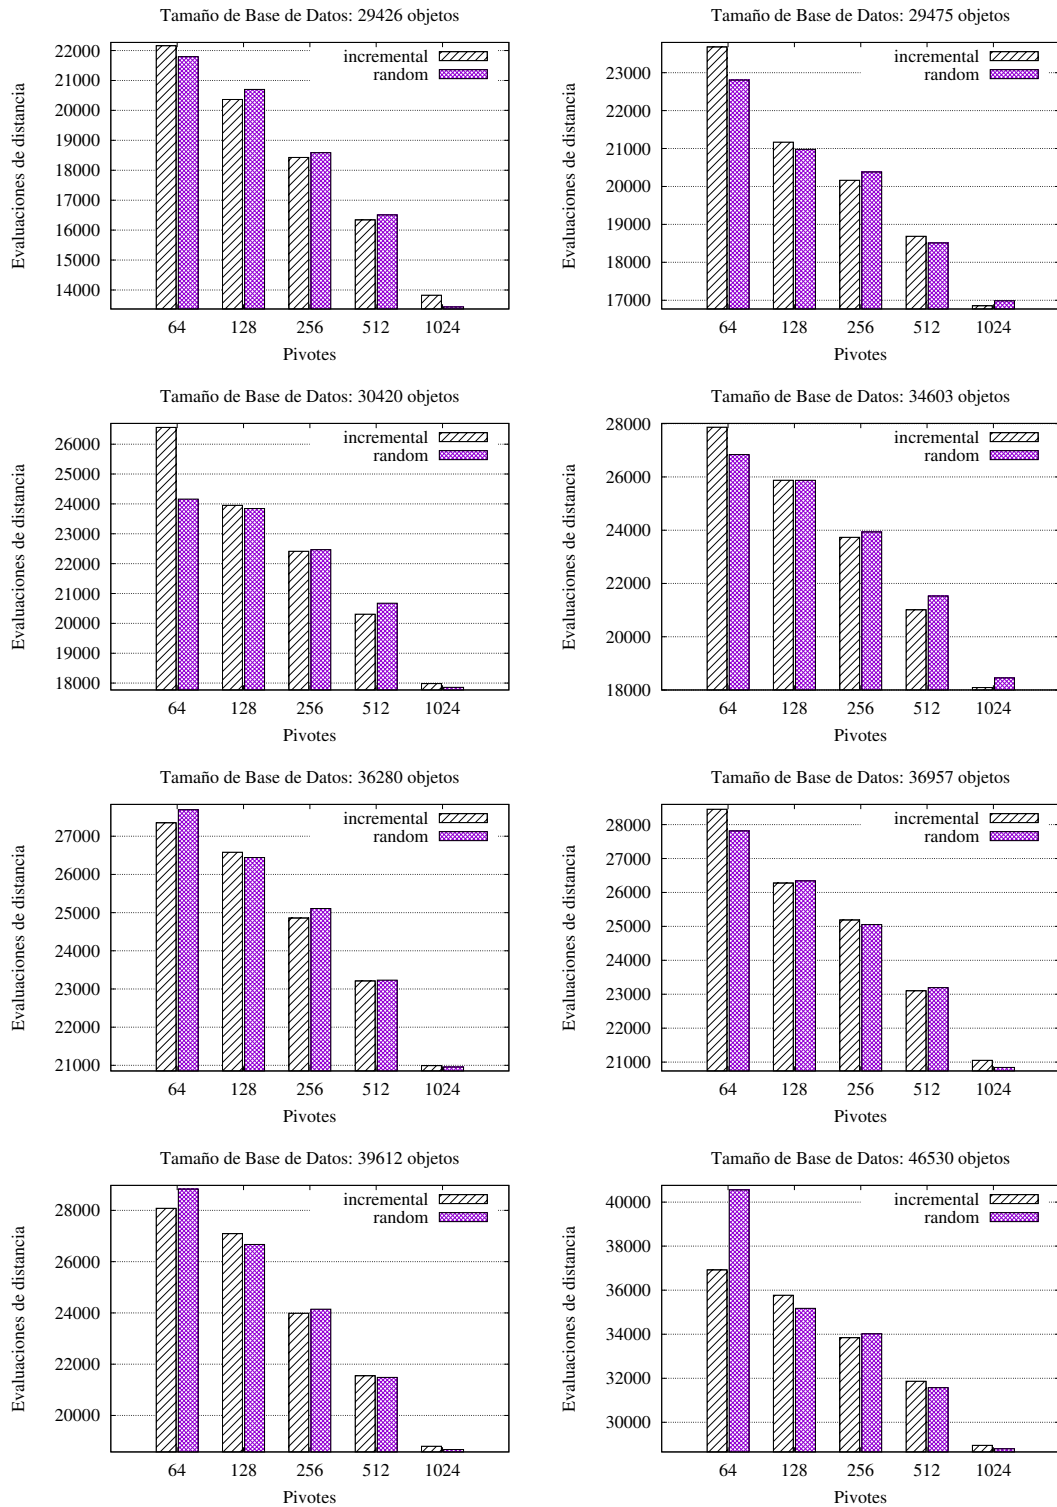 Tamaño de Base de Datos: 29426 objetos
Evaluaciones de distancia
22000
21000
20000
19000
18000
17000
16000
15000
14000
incremental
random
64 128 256 512 1024
Pivotes
Tamaño de Base de Datos: 29475 objetos
Evaluaciones de distancia
23000
22000
21000
20000
19000
18000
17000
incremental
random
64 128 256 512 1024
Pivotes
Tamaño de Base de Datos: 30420 objetos
Evaluaciones de distancia
26000
25000
24000
23000
22000
21000
20000
19000
18000
incremental
random
64 128 256 512 1024
Pivotes
Tamaño de Base de Datos: 34603 objetos
Evaluaciones de distancia
28000
26000
24000
22000
20000
18000
incremental
random
64 128 256 512 1024
Pivotes
Tamaño de Base de Datos: 36280 objetos
Evaluaciones de distancia
27000
26000
25000
24000
23000
22000
21000
incremental
random
64 128 256 512 1024
Pivotes
Tamaño de Base de Datos: 36957 objetos
Evaluaciones de distancia
28000
27000
26000
25000
24000
23000
22000
21000
incremental
random
64 128 256 512 1024
Pivotes
Tamaño de Base de Datos: 39612 objetos
Evaluaciones de distancia
28000
26000
24000
22000
20000
incremental
random
64 128 256 512 1024
Pivotes
Tamaño de Base de Datos: 46530 objetos
Evaluaciones de distancia
40000
38000
36000
34000
32000
30000
incremental
random
64 128 256 512 1024
Pivotes